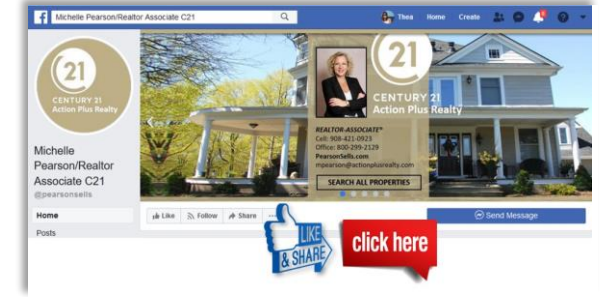 Michelle Pearson/Realtor Associate C21
Thea Home Create
21
CENTURY 21
Action Plus Realty
Michelle
Pearson/Realtor
Associate C21
@pearsonsells
Home
Posts
21
CENTURY 21
Action Plus Realty
REALTOR-ASSOCIATE®
Cell: 908-421-0923
Office: 800-299-2129
PearsonSells.com
mpearson@actionplusrealty.com
SEARCH ALL PROPERTIES
Like Follow Share ...
Send Message
LIKE
& SHARE
click here